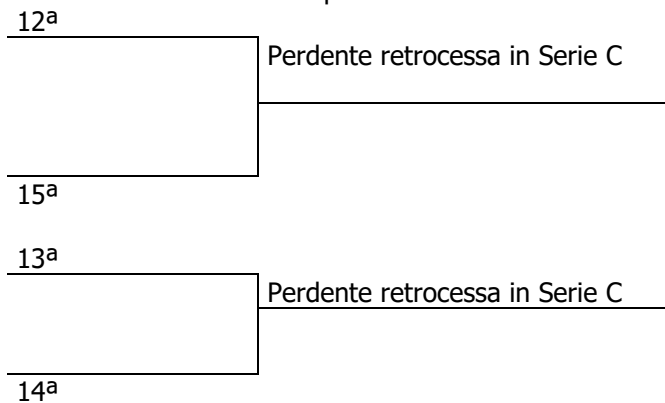 12ª
Perdente retrocessa in Serie C
15ª
13ª
Perdente retrocessa in Serie C
14ª